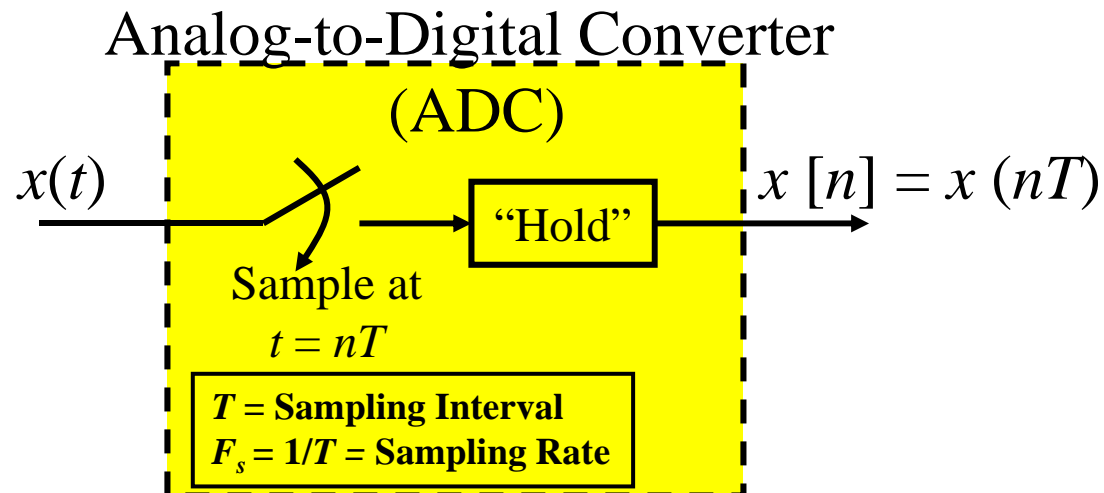 Analog-to-Digital Converter
(ADC)
x(t)
x [n] = x (nT)
“Hold”
Sample at
t = nT
T = Sampling Interval
Fₛ = 1/T = Sampling Rate